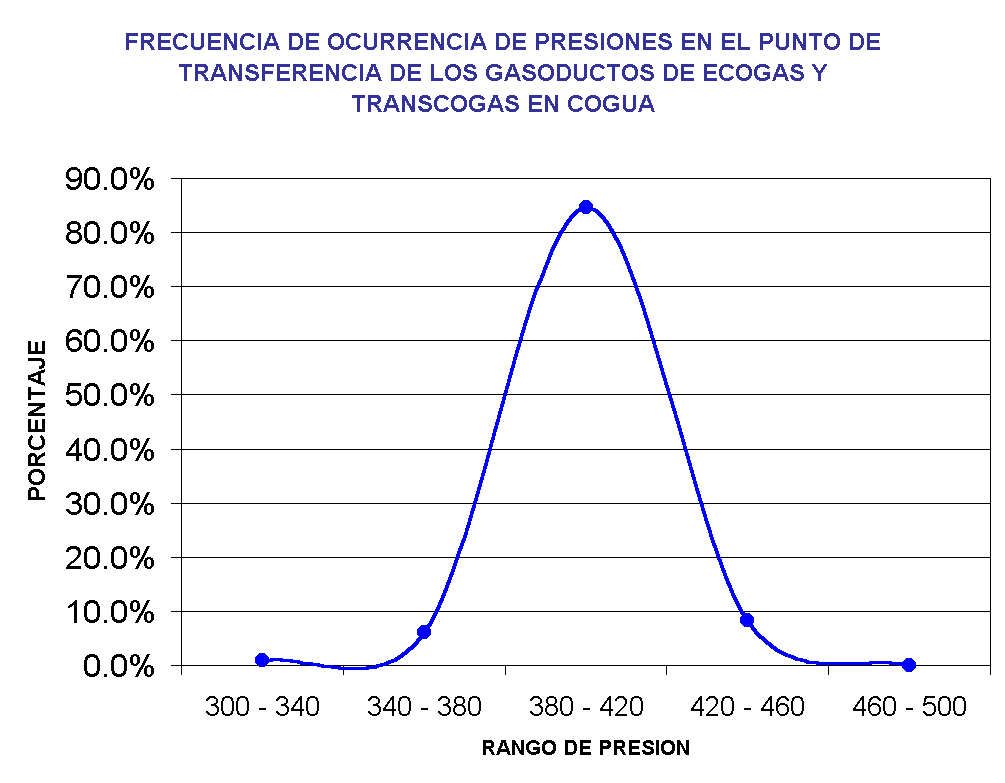 FRECUENCIA DE OCURRENCIA DE PRESIONES EN EL PUNTO DE
TRANSFERENCIA DE LOS GASODUCTOS DE ECOGAS Y
TRANSCOGAS EN COGUA
PORCENTAJE
90.0%
80.0%
70.0%
60.0%
50.0%
40.0%
30.0%
20.0%
10.0%
0.0%
300 - 340 340 - 380 380 - 420 420 - 460 460 - 500
RANGO DE PRESION